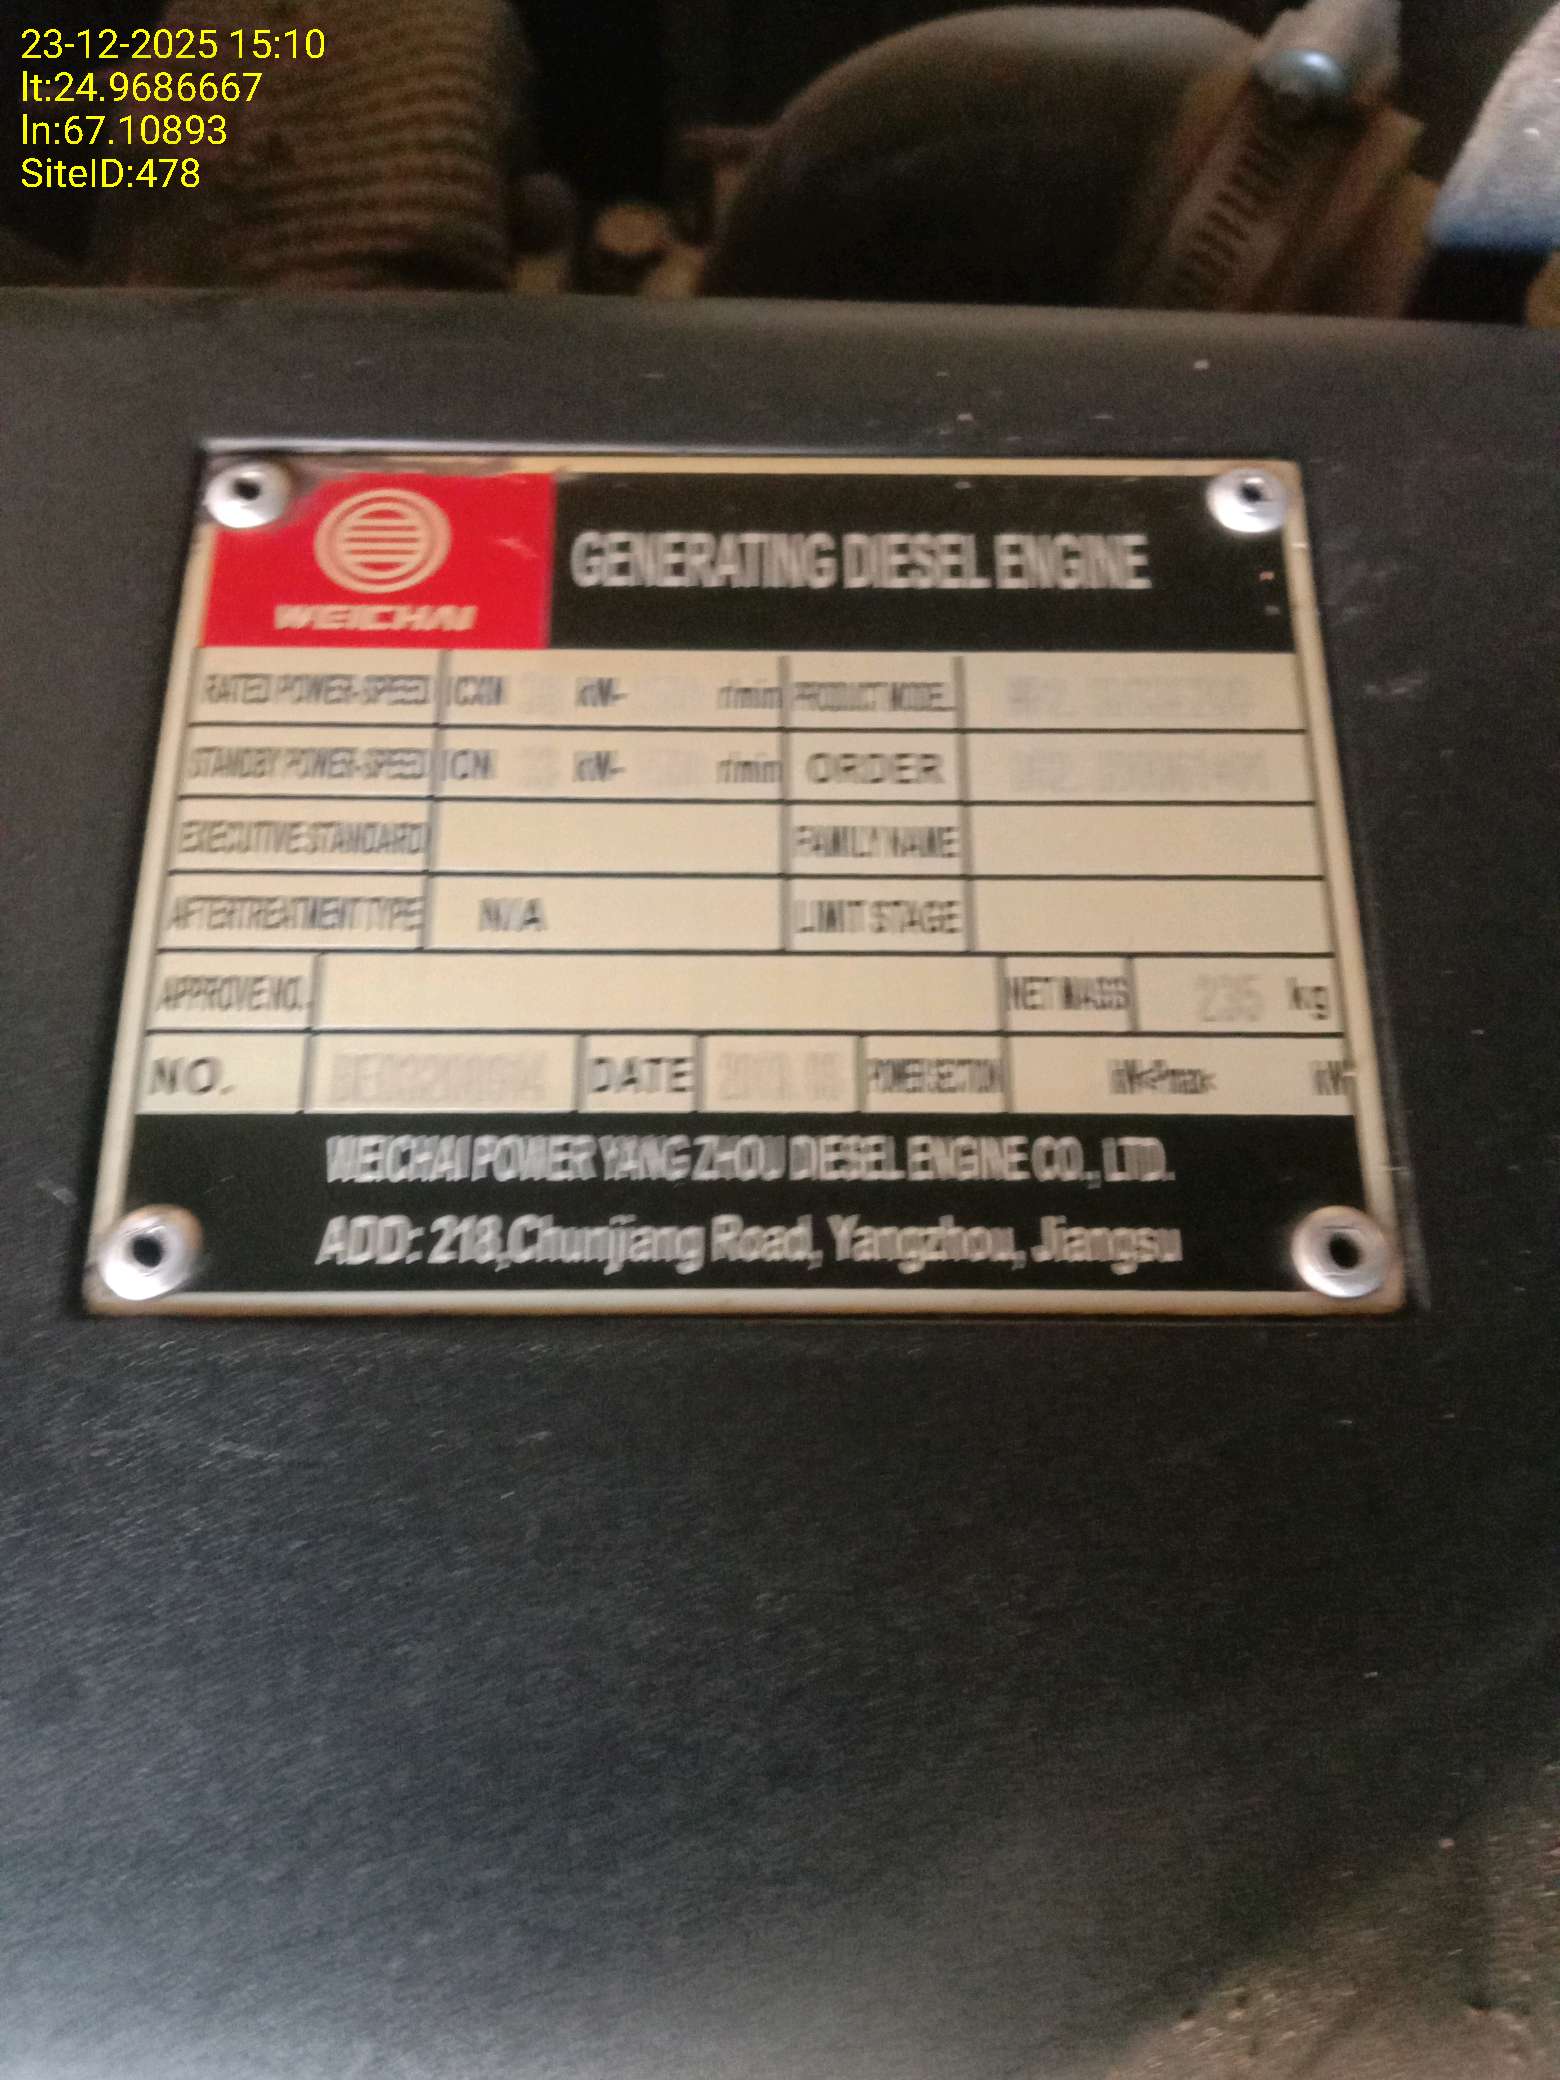 23-12-2025 15:10
lt:24.9686667
ln:67.10893
SiteID:478
WEICHAI
GENERATING DIESEL ENGINE
RATED POWER-SPEED ICXN kW- r/min PRODUCT MODEL
STANDBY POWER-SPEED ICN kW- r/min ORDER
EXECUTIVE STANDARD FAMILY NAME
AFTERTREATMENT TYPE N/A LIMIT STAGE
APPROVE NO. NET MASS 235 kg
NO. DATE POWER SECTION kW<Pmax< kW
WEICHAI POWER YANG ZHOU DIESEL ENGINE CO., LTD.
ADD: 218,Chunjiang Road, Yangzhou, Jiangsu